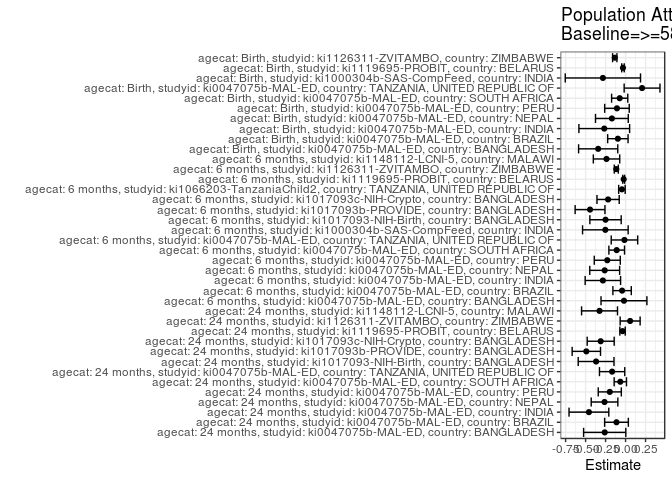 Population Att
Baseline=>=5
agecat: Birth, studyid: ki1126311-ZVITAMBO, country: ZIMBABWE
agecat: Birth, studyid: ki1119695-PROBIT, country: BELARUS
agecat: Birth, studyid: ki1000304b-SAS-CompFeed, country: INDIA
agecat: Birth, studyid: ki0047075b-MAL-ED, country: TANZANIA, UNITED REPUBLIC OF
agecat: Birth, studyid: ki0047075b-MAL-ED, country: SOUTH AFRICA
agecat: Birth, studyid: ki0047075b-MAL-ED, country: PERU
agecat: Birth, studyid: ki0047075b-MAL-ED, country: NEPAL
agecat: Birth, studyid: ki0047075b-MAL-ED, country: INDIA
agecat: Birth, studyid: ki0047075b-MAL-ED, country: BRAZIL
agecat: Birth, studyid: ki0047075b-MAL-ED, country: BANGLADESH
agecat: 6 months, studyid: ki1148112-LCNI-5, country: MALAWI
agecat: 6 months, studyid: ki1126311-ZVITAMBO, country: ZIMBABWE
agecat: 6 months, studyid: ki1119695-PROBIT, country: BELARUS
agecat: 6 months, studyid: ki1066203-TanzaniaChild2, country: TANZANIA, UNITED REPUBLIC OF
agecat: 6 months, studyid: ki1017093c-NIH-Crypto, country: BANGLADESH
agecat: 6 months, studyid: ki1017093b-PROVIDE, country: BANGLADESH
agecat: 6 months, studyid: ki1017093-NIH-Birth, country: BANGLADESH
agecat: 6 months, studyid: ki1000304b-SAS-CompFeed, country: INDIA
agecat: 6 months, studyid: ki0047075b-MAL-ED, country: TANZANIA, UNITED REPUBLIC OF
agecat: 6 months, studyid: ki0047075b-MAL-ED, country: SOUTH AFRICA
agecat: 6 months, studyid: ki0047075b-MAL-ED, country: PERU
agecat: 6 months, studyid: ki0047075b-MAL-ED, country: NEPAL
agecat: 6 months, studyid: ki0047075b-MAL-ED, country: INDIA
agecat: 6 months, studyid: ki0047075b-MAL-ED, country: BRAZIL
agecat: 6 months, studyid: ki0047075b-MAL-ED, country: BANGLADESH
agecat: 24 months, studyid: ki1148112-LCNI-5, country: MALAWI
agecat: 24 months, studyid: ki1126311-ZVITAMBO, country: ZIMBABWE
agecat: 24 months, studyid: ki1119695-PROBIT, country: BELARUS
agecat: 24 months, studyid: ki1017093c-NIH-Crypto, country: BANGLADESH
agecat: 24 months, studyid: ki1017093b-PROVIDE, country: BANGLADESH
agecat: 24 months, studyid: ki1017093-NIH-Birth, country: BANGLADESH
agecat: 24 months, studyid: ki0047075b-MAL-ED, country: TANZANIA, UNITED REPUBLIC OF
agecat: 24 months, studyid: ki0047075b-MAL-ED, country: SOUTH AFRICA
agecat: 24 months, studyid: ki0047075b-MAL-ED, country: PERU
agecat: 24 months, studyid: ki0047075b-MAL-ED, country: NEPAL
agecat: 24 months, studyid: ki0047075b-MAL-ED, country: INDIA
agecat: 24 months, studyid: ki0047075b-MAL-ED, country: BRAZIL
agecat: 24 months, studyid: ki0047075b-MAL-ED, country: BANGLADESH
-0.75 -0.50 -0.25 0.00 0.25
Estimate